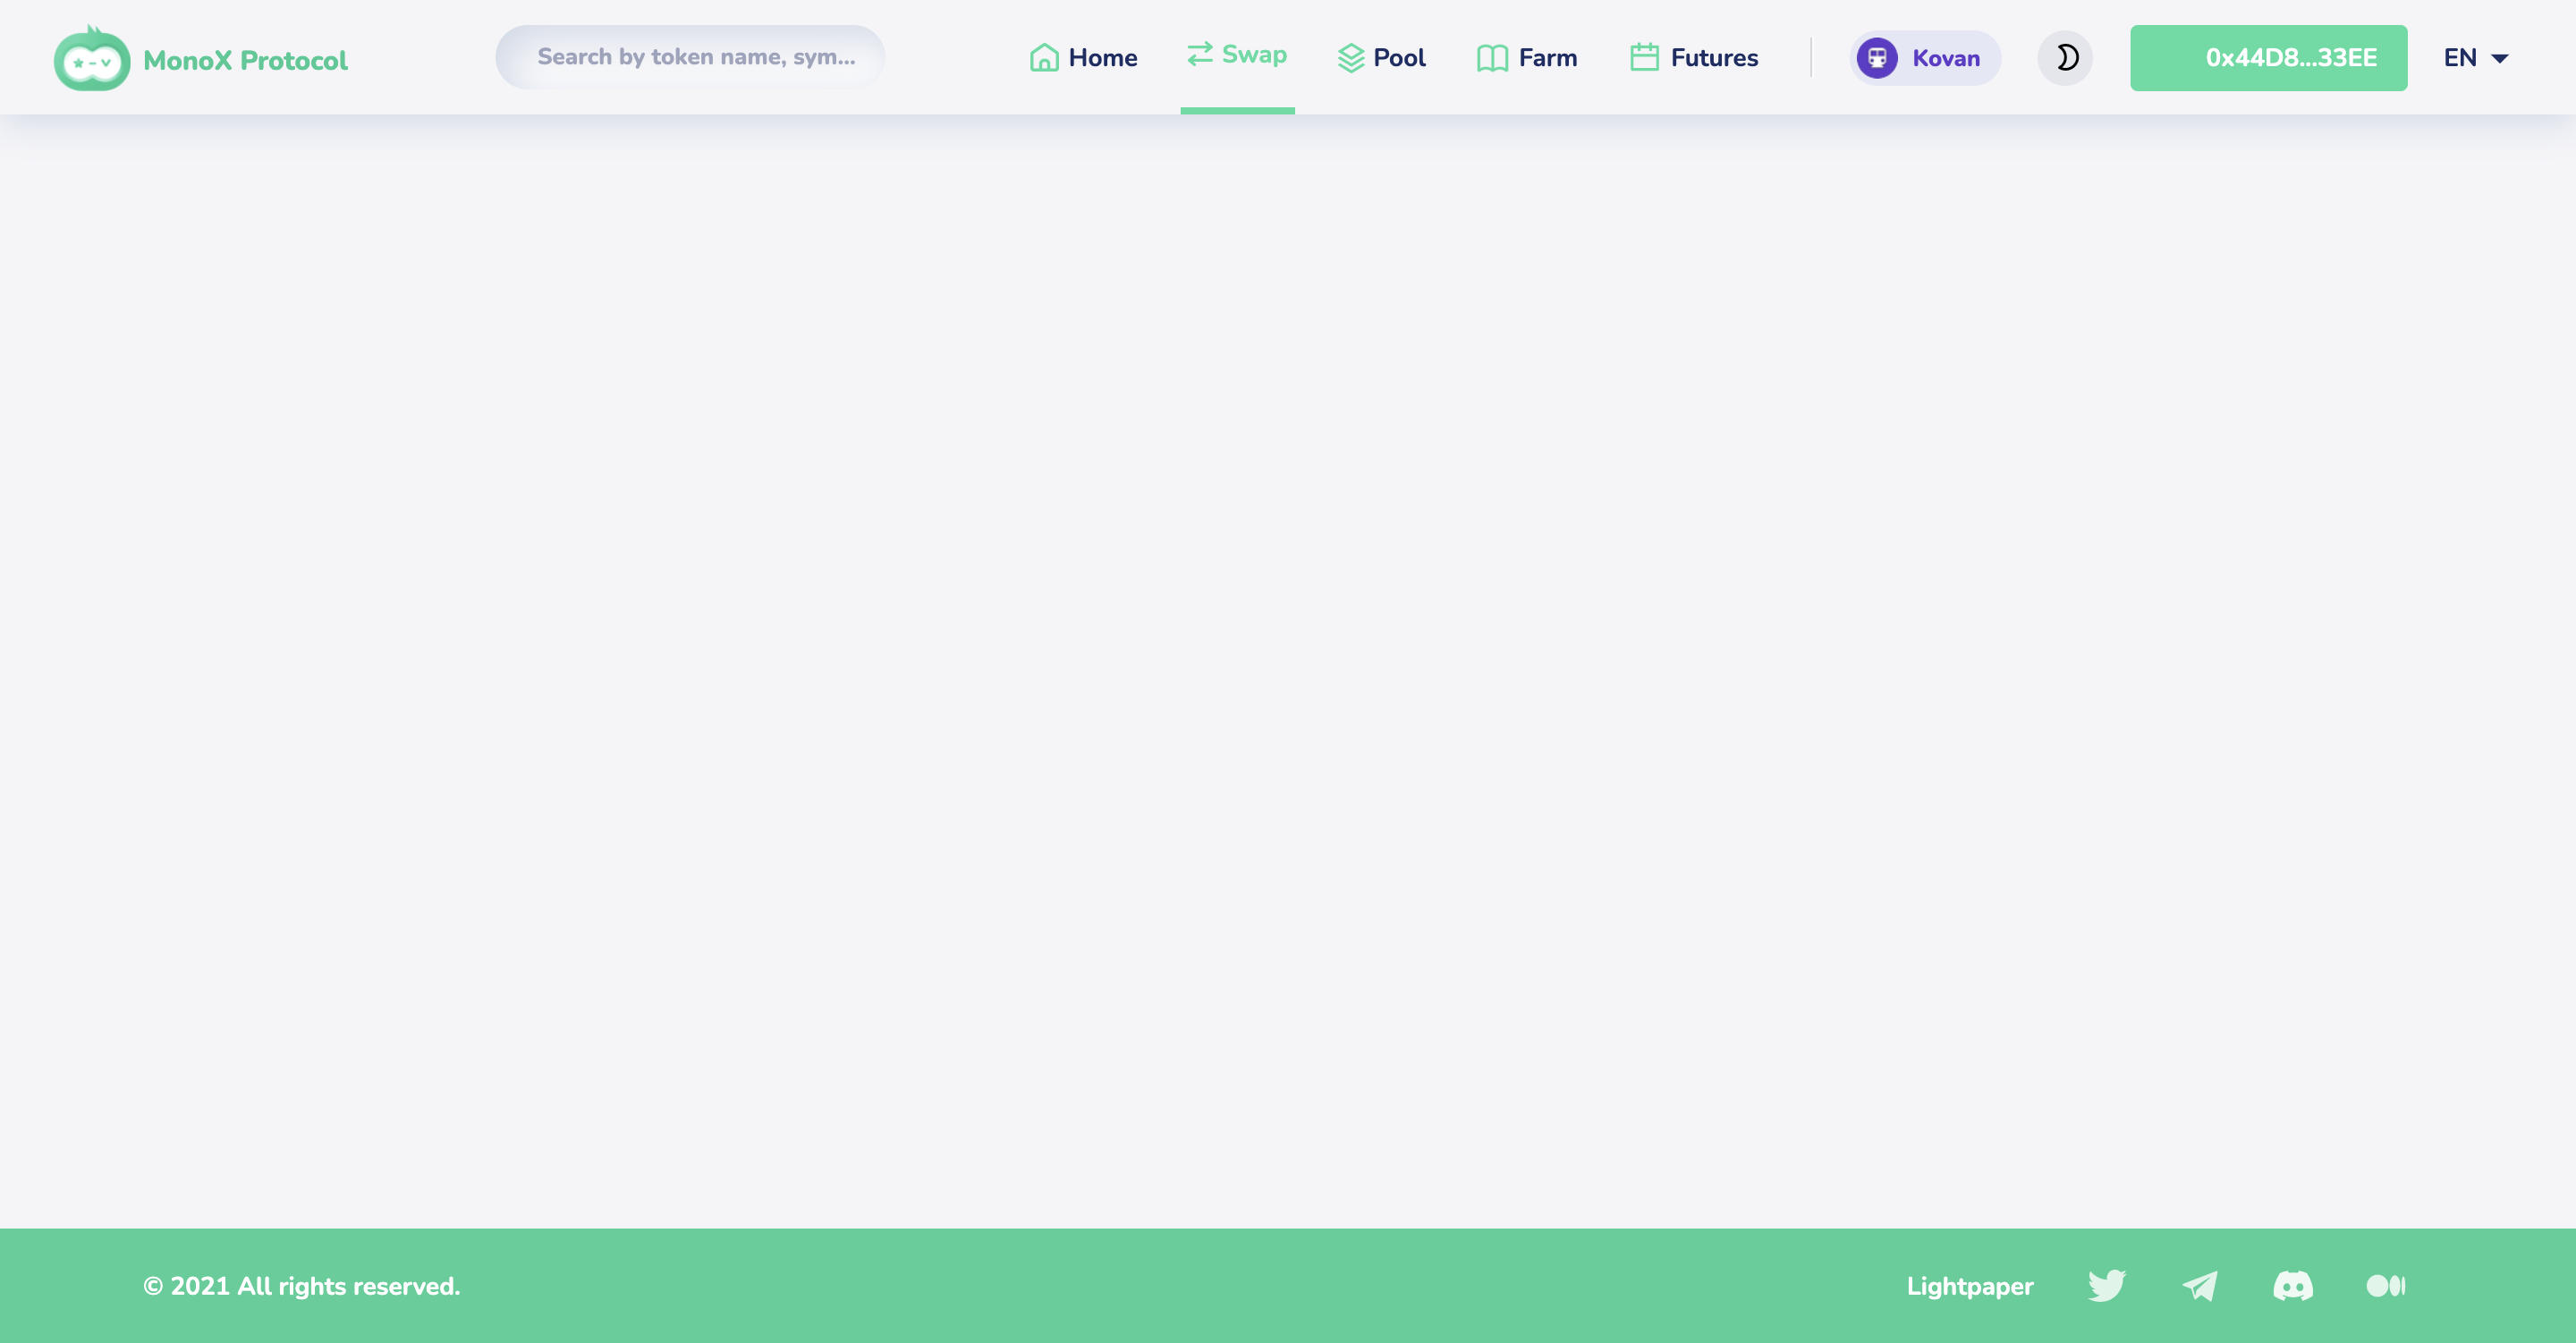 MonoX Protocol
Search by token name, sym...
Home
Swap
Pool
Farm
Futures
Kovan
0x44D8...33EE
EN
© 2021 All rights reserved.
Lightpaper